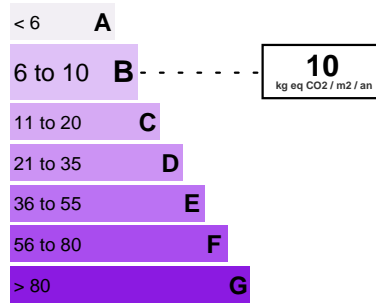 < 6 A
6 to 10 B
10
kg eq CO2 / m2 / an
11 to 20 C
21 to 35 D
36 to 55 E
56 to 80 F
> 80 G